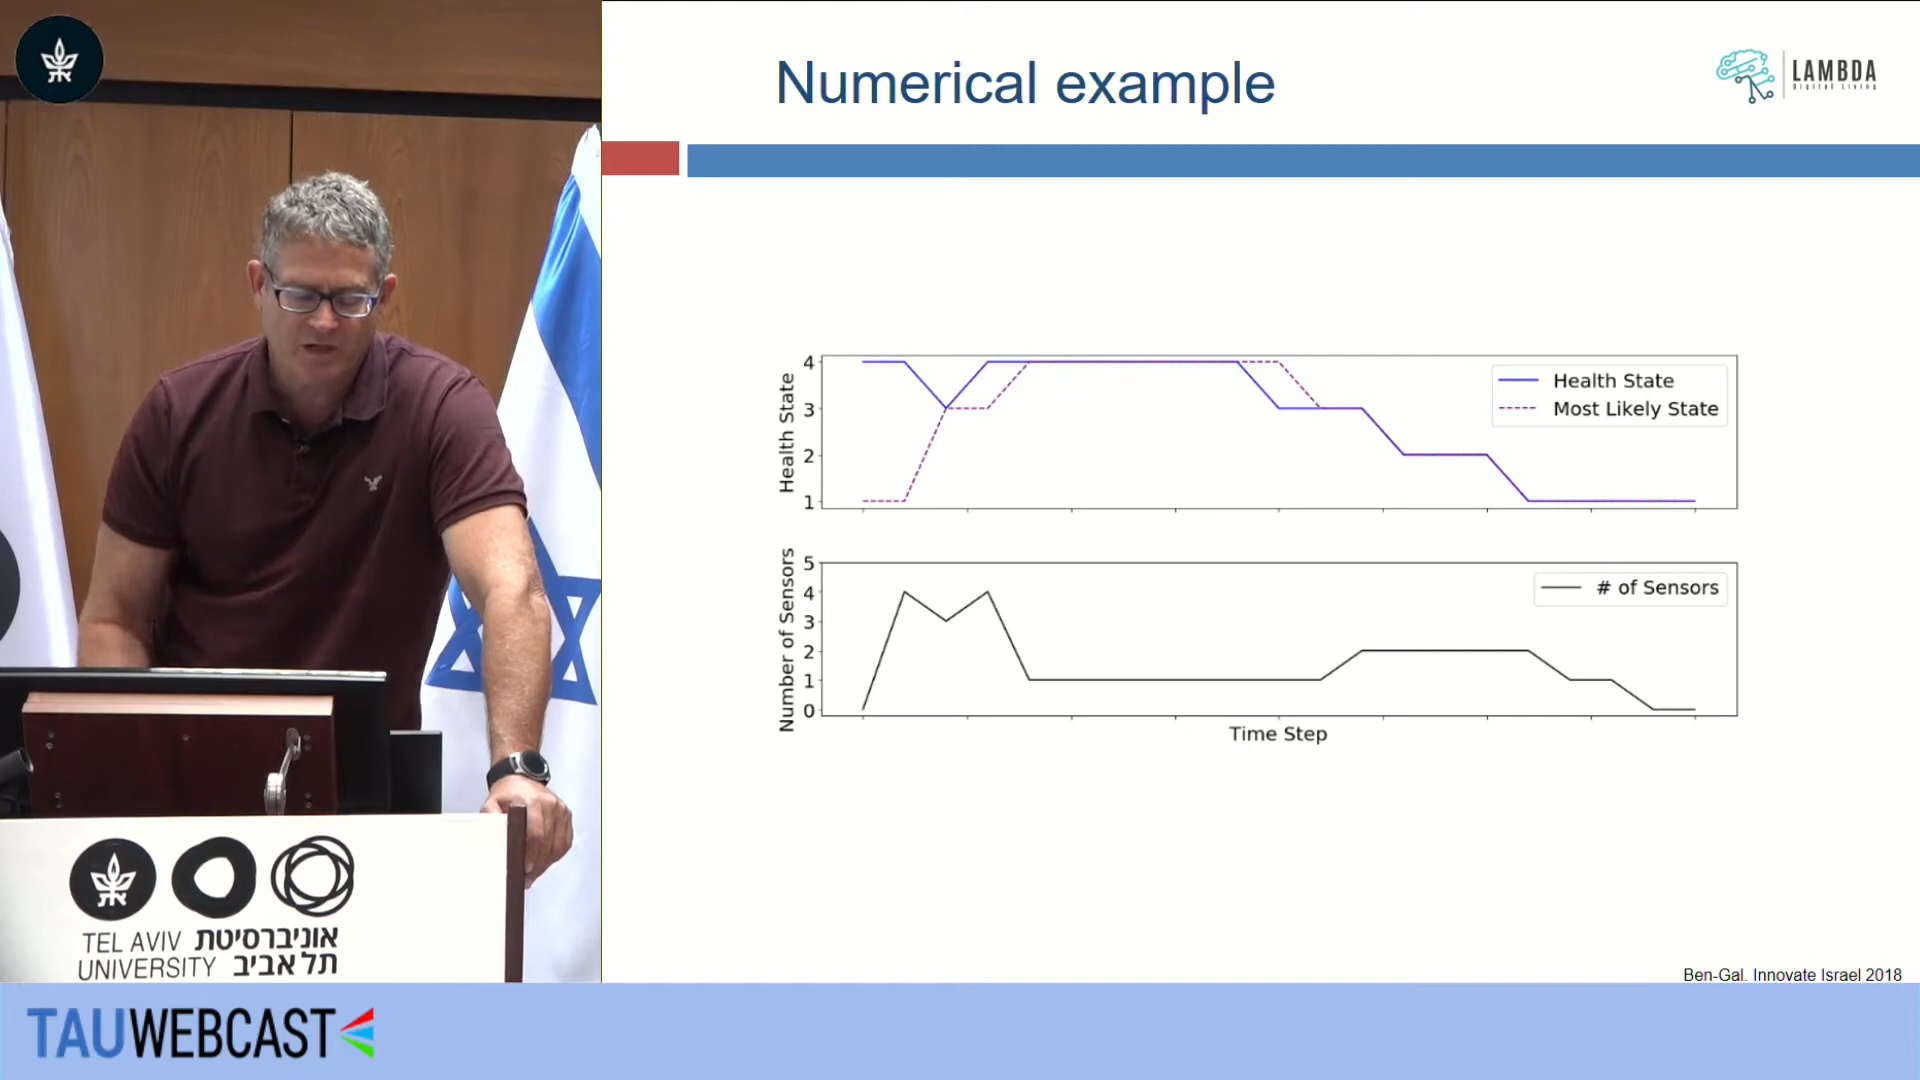 Numerical example
LAMBDA
Digital Living
4
3
2
1
Health State
Health State
Most Likely State
5
4
3
2
1
0
Number of Sensors
# of Sensors
Time Step
Ben-Gal, Innovate Israel 2018
TEL AVIV אוניברסיטת
UNIVERSITY תל אביב
TAUWEBCAST